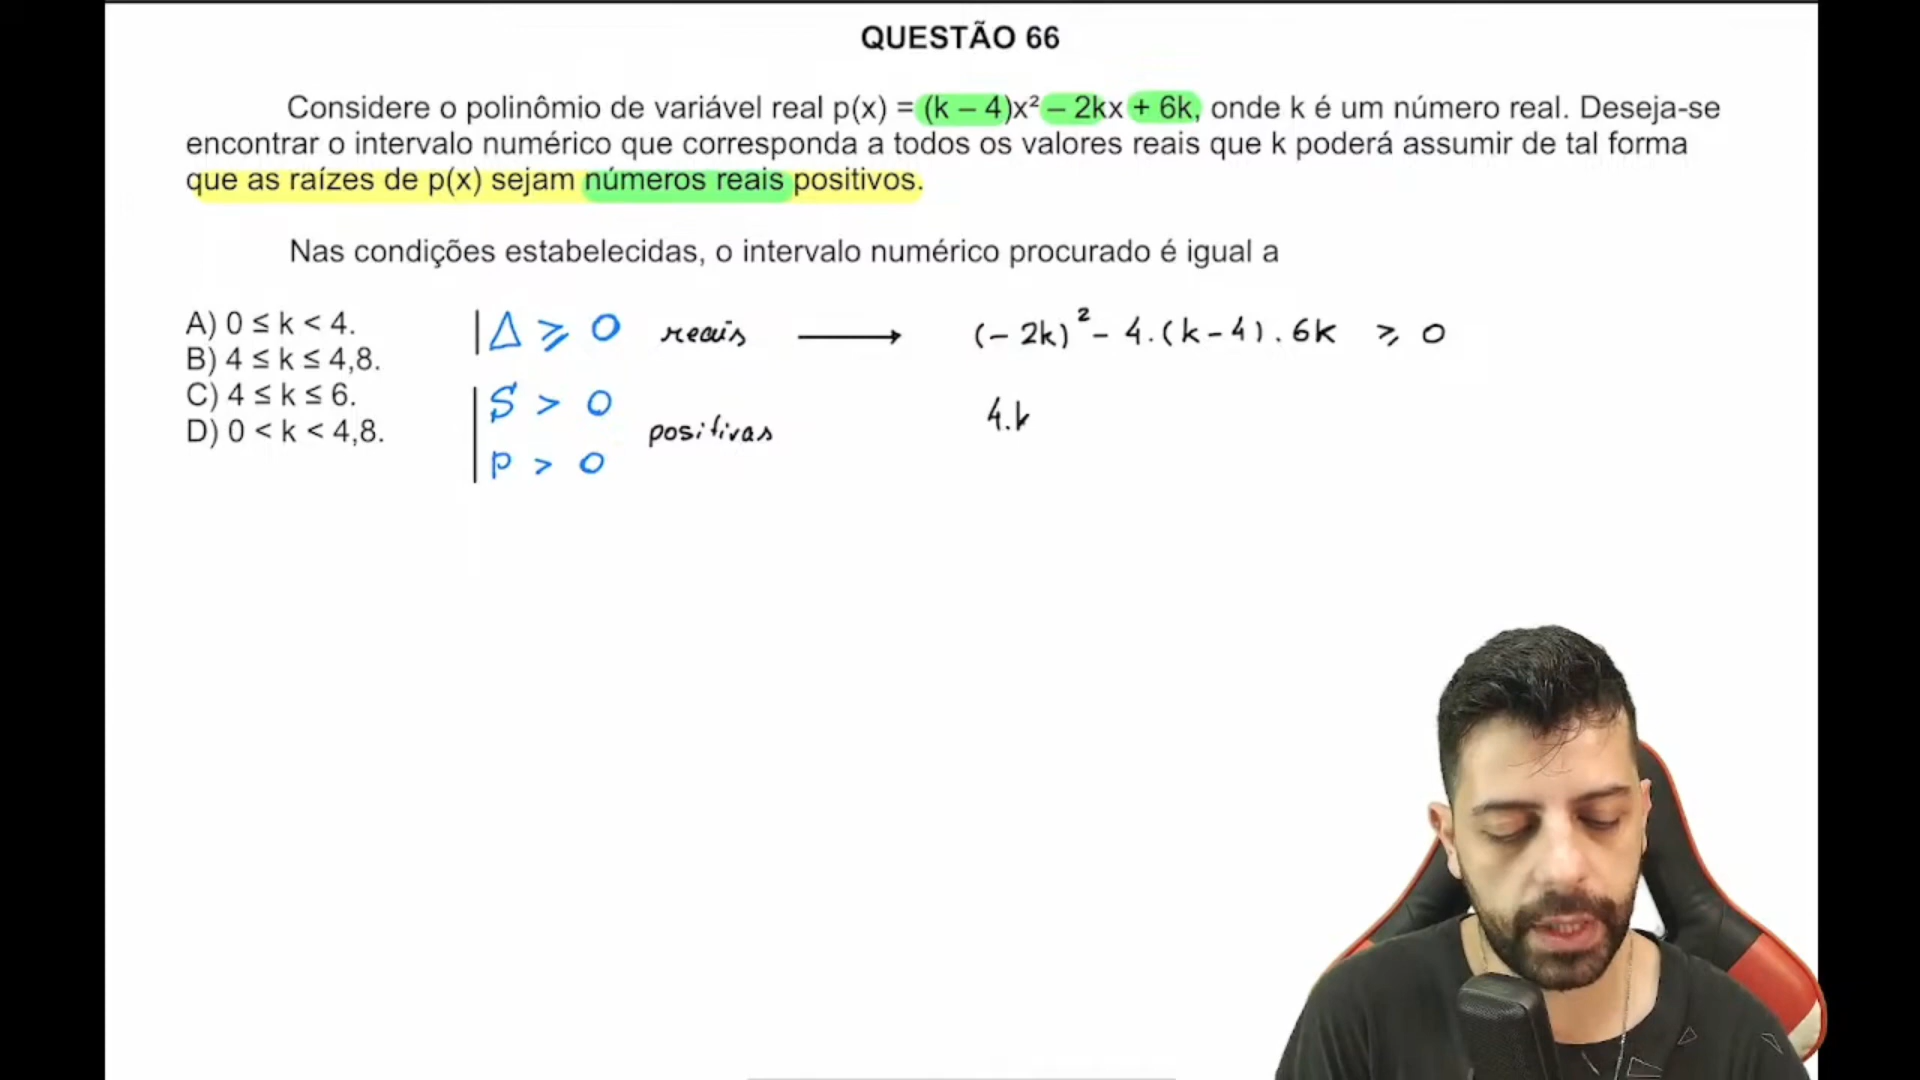 QUESTÃO 66
Considere o polinômio de variável real p(x) = (k – 4)x² – 2kx + 6k, onde k é um número real. Deseja-se
encontrar o intervalo numérico que corresponda a todos os valores reais que k poderá assumir de tal forma
que as raízes de p(x) sejam números reais positivos.
Nas condições estabelecidas, o intervalo numérico procurado é igual a
A) 0 ≤ k < 4.
B) 4 ≤ k ≤ 4,8.
C) 4 ≤ k ≤ 6.
D) 0 < k < 4,8.
Δ ≥ 0 reais ⟶ (- 2k)² - 4.(k-4).6k ≥ 0
S > 0
positivas
P > 0
4.k